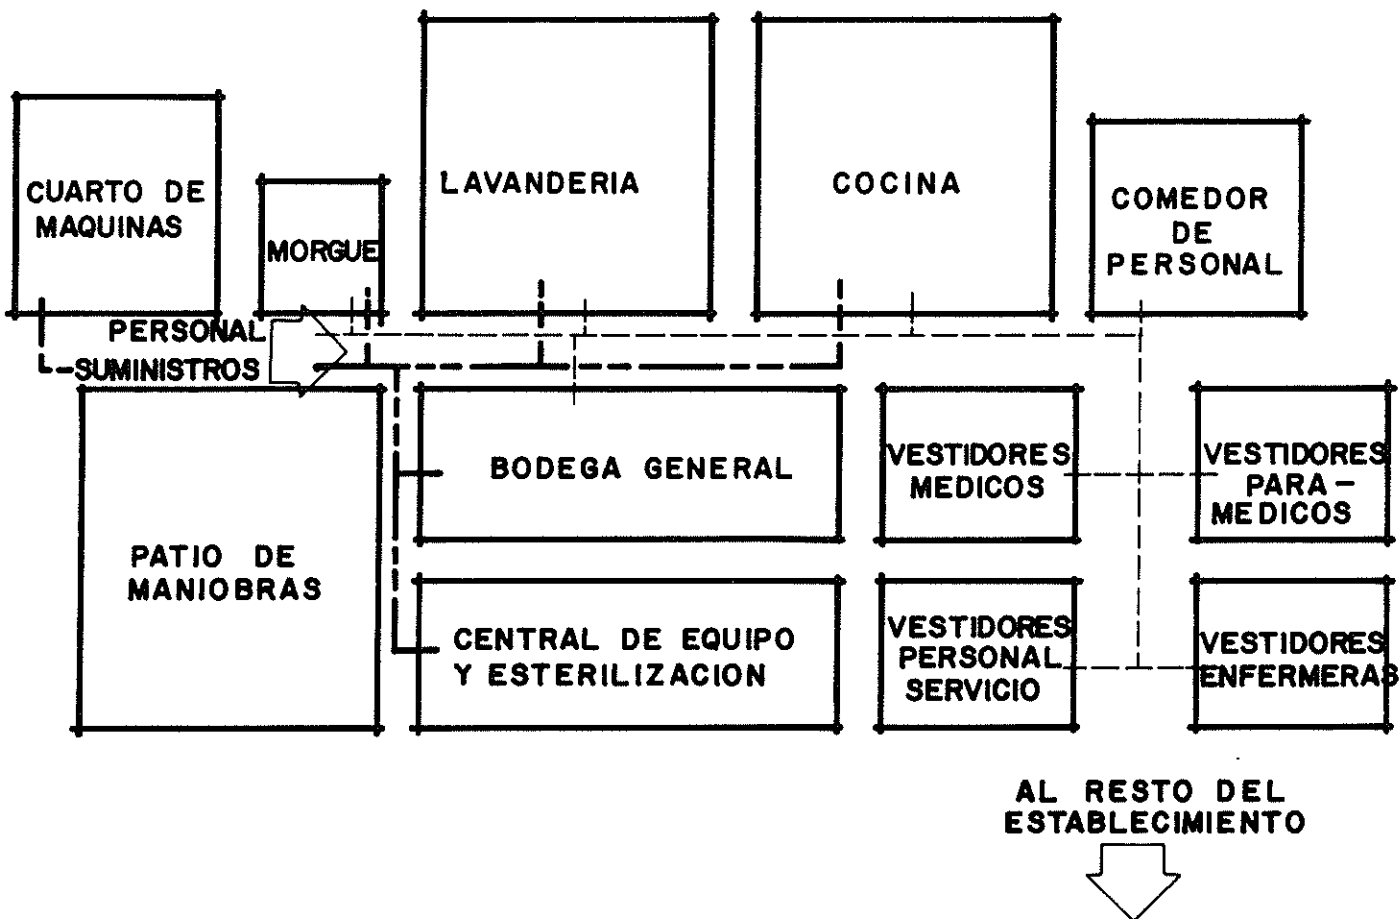 CUARTO DE
MAQUINAS
MORGUE
LAVANDERIA
COCINA
COMEDOR
DE
PERSONAL
PERSONAL
SUMINISTROS
PATIO DE
MANIOBRAS
BODEGA GENERAL
VESTIDORES
MEDICOS
VESTIDORES
PARA-
MEDICOS
CENTRAL DE EQUIPO
Y ESTERILIZACION
VESTIDORES
PERSONAL
SERVICIO
VESTIDORES
ENFERMERAS
AL RESTO DEL
ESTABLECIMIENTO